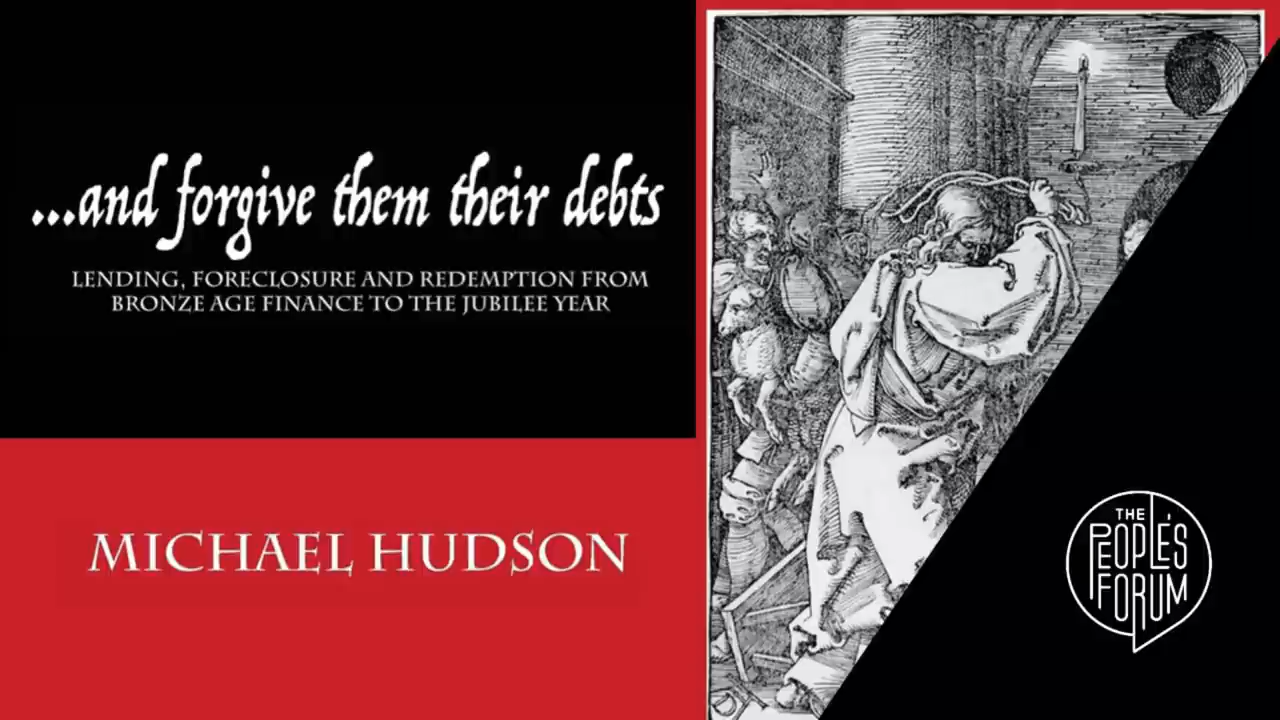 ...and forgive them their debts
LENDING, FORECLOSURE AND REDEMPTION FROM
BRONZE AGE FINANCE TO THE JUBILEE YEAR
MICHAEL HUDSON
THE
PEOPLE'S
FORUM